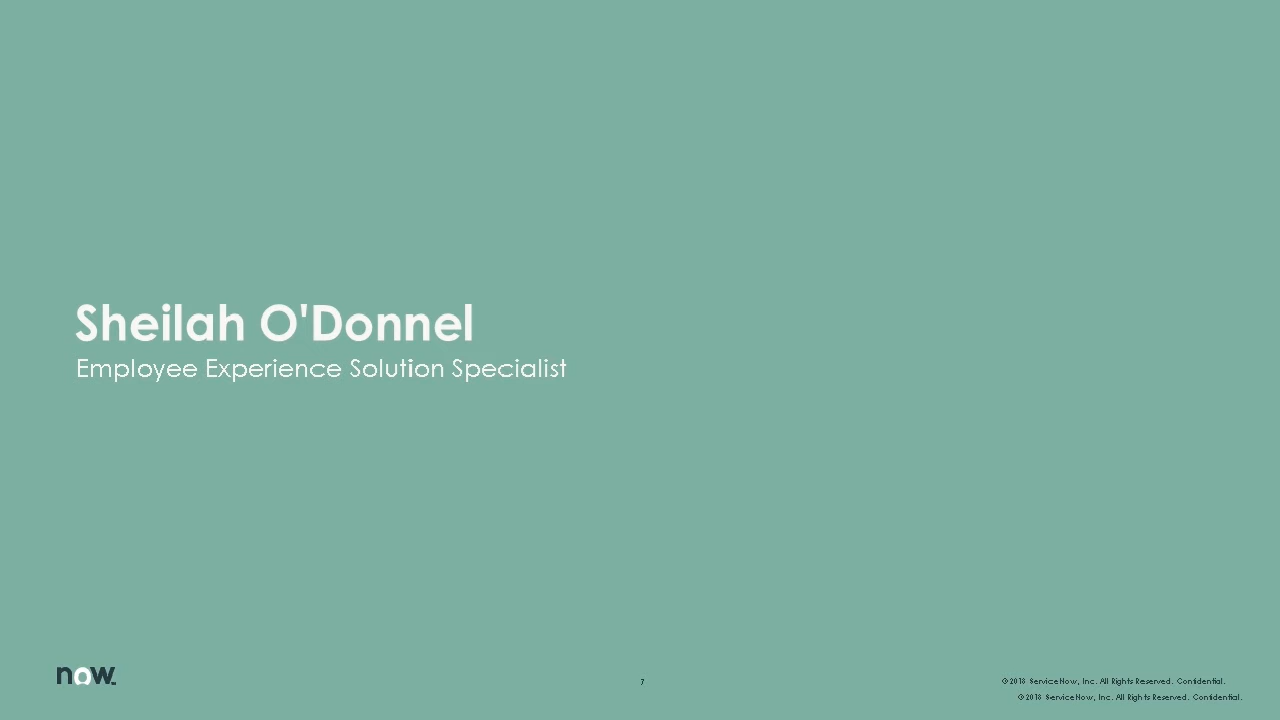 Sheilah O'Donnel
Employee Experience Solution Specialist
now.
7
© 2018 ServiceNow, Inc. All Rights Reserved. Confidential.
© 2018 ServiceNow, Inc. All Rights Reserved. Confidential.